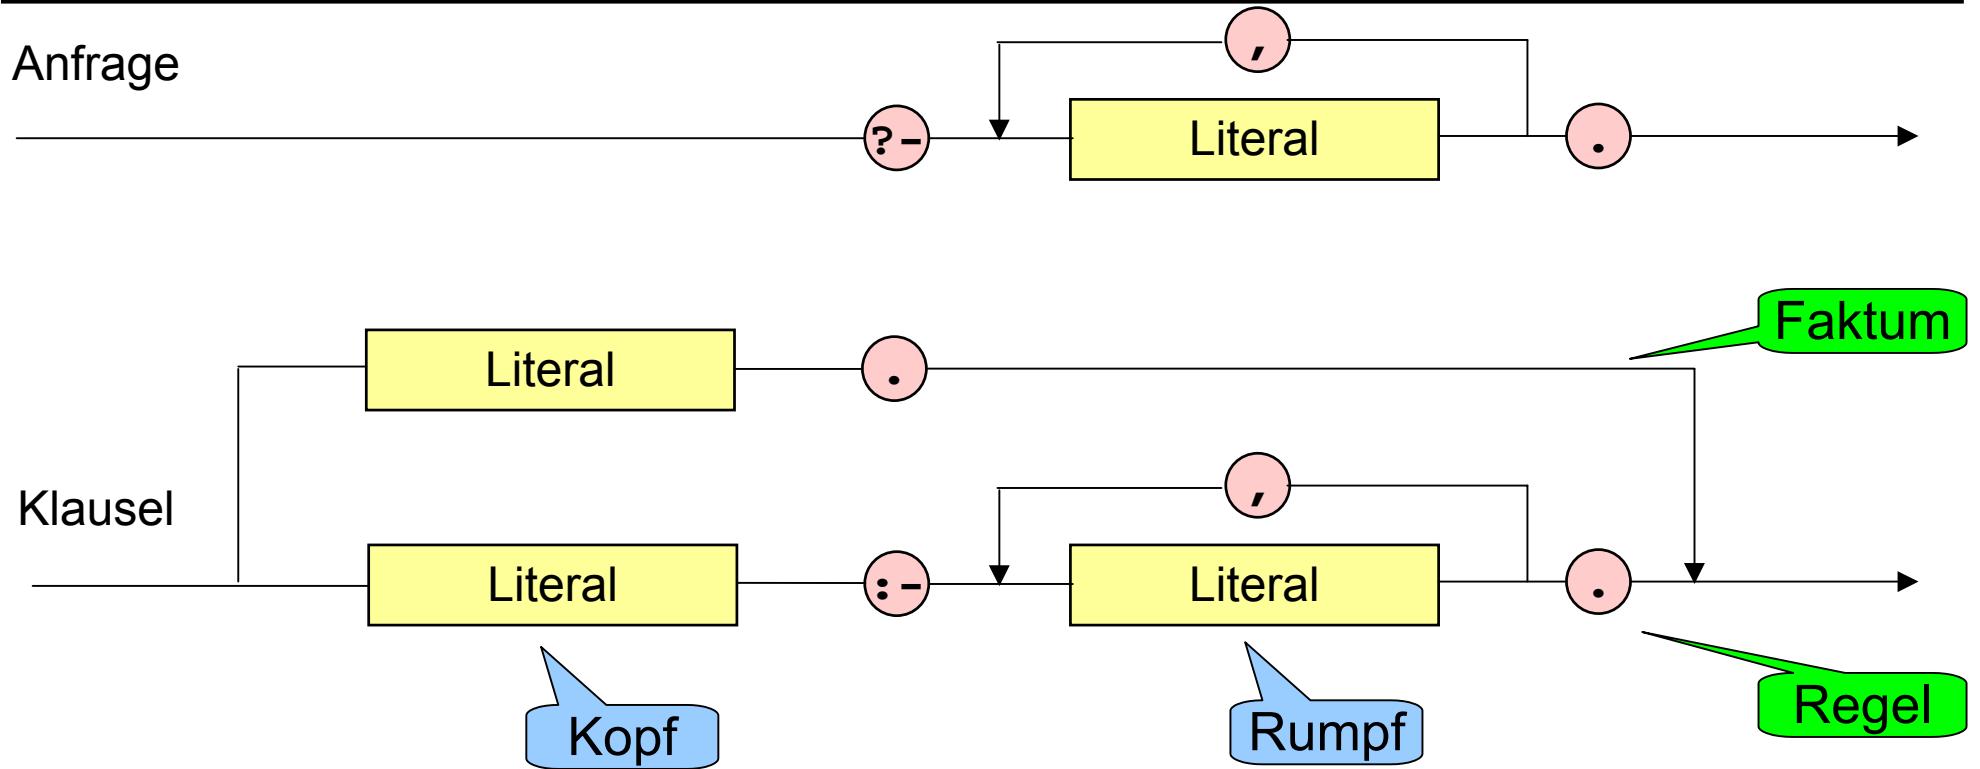 Anfrage
,
?- Literal .
Faktum
Literal .
Klausel
,
Literal :- Literal .
Kopf
Rumpf
Regel